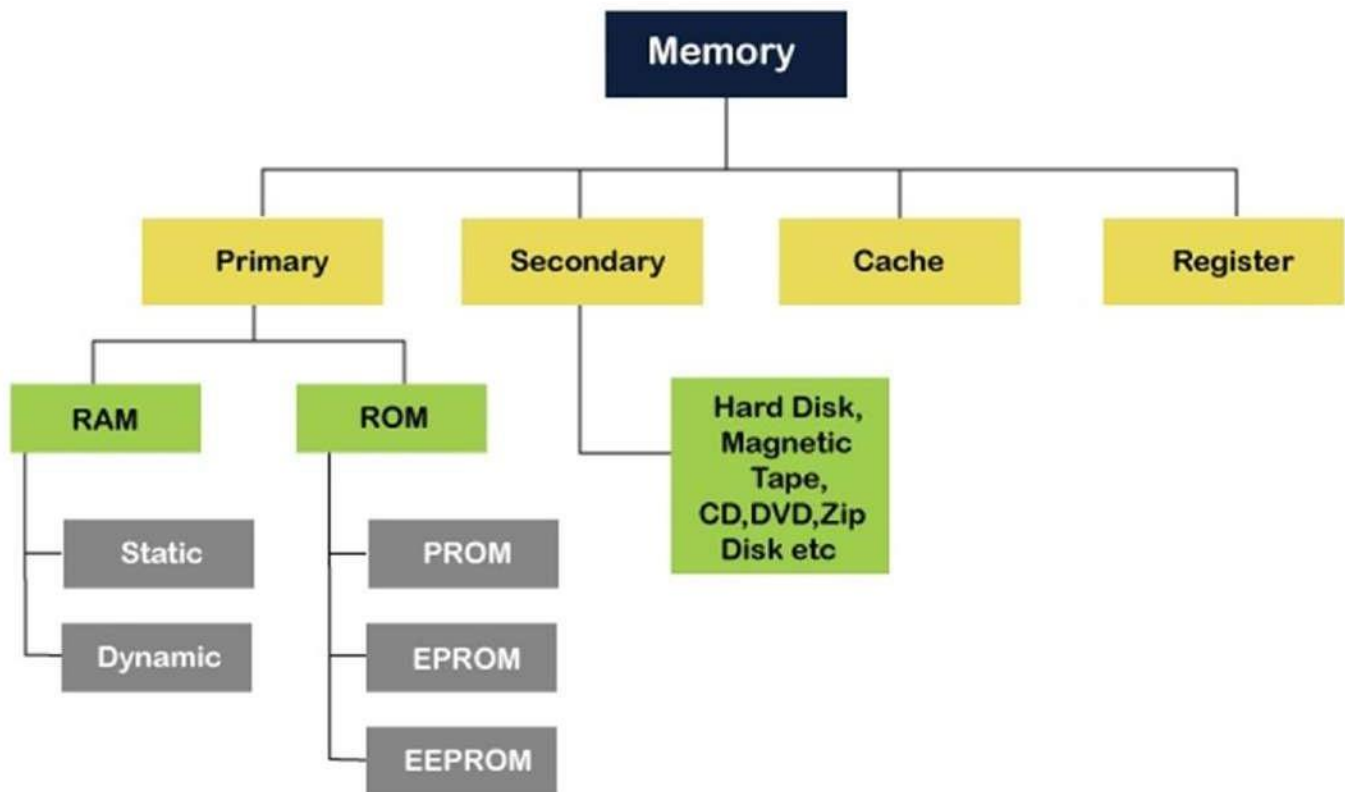 Memory
Primary
Secondary
Cache
Register
RAM
ROM
Hard Disk,
Magnetic
Tape,
CD,DVD,Zip
Disk etc
Static
PROM
Dynamic
EPROM
EEPROM